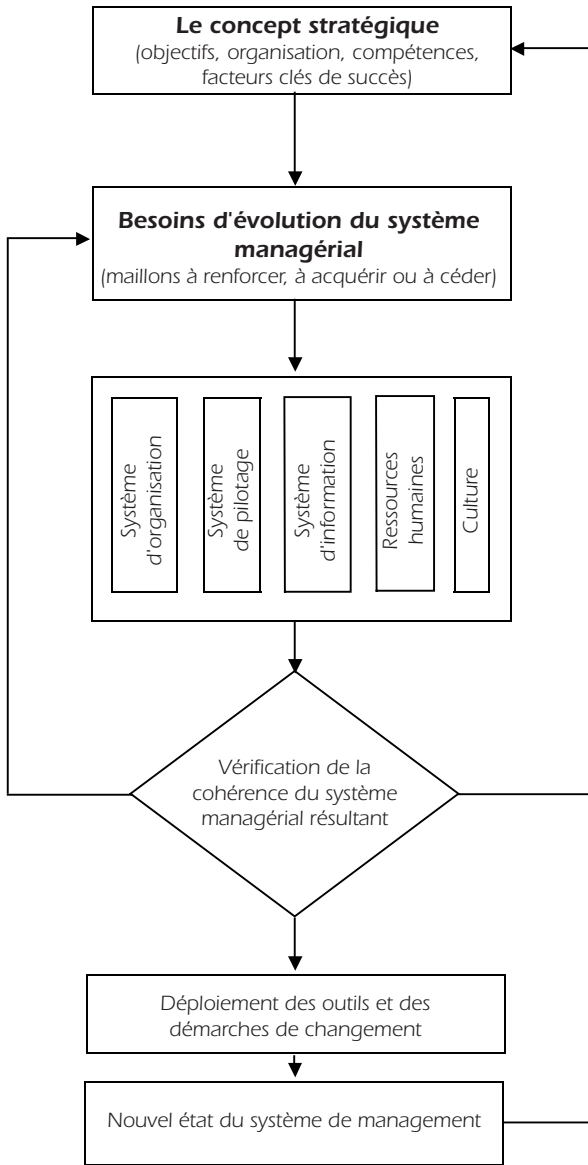 Le concept stratégique
(objectifs, organisation, compétences,
facteurs clés de succès)
Besoins d'évolution du système
managérial
(maillons à renforcer, à acquérir ou à céder)
Système
d'organisation
Système
de pilotage
Système
d'information
Ressources
humaines
Culture
Vérification de la
cohérence du système
managérial résultant
Déploiement des outils et des
démarches de changement
Nouvel état du système de management